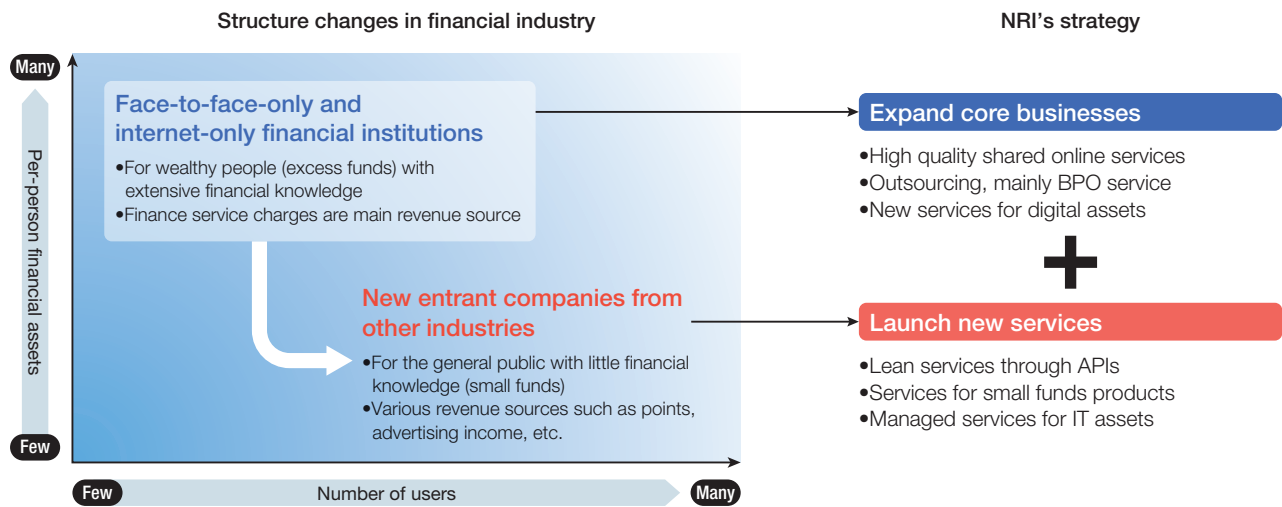 Structure changes in financial industry
NRI's strategy
Many
Per-person financial assets
Few
Face-to-face-only and
internet-only financial institutions
•For wealthy people (excess funds) with
extensive financial knowledge
•Finance service charges are main revenue source
New entrant companies from
other industries
•For the general public with little financial
knowledge (small funds)
•Various revenue sources such as points,
advertising income, etc.
Few
Number of users
Many
Expand core businesses
•High quality shared online services
•Outsourcing, mainly BPO service
•New services for digital assets
+
Launch new services
•Lean services through APIs
•Services for small funds products
•Managed services for IT assets